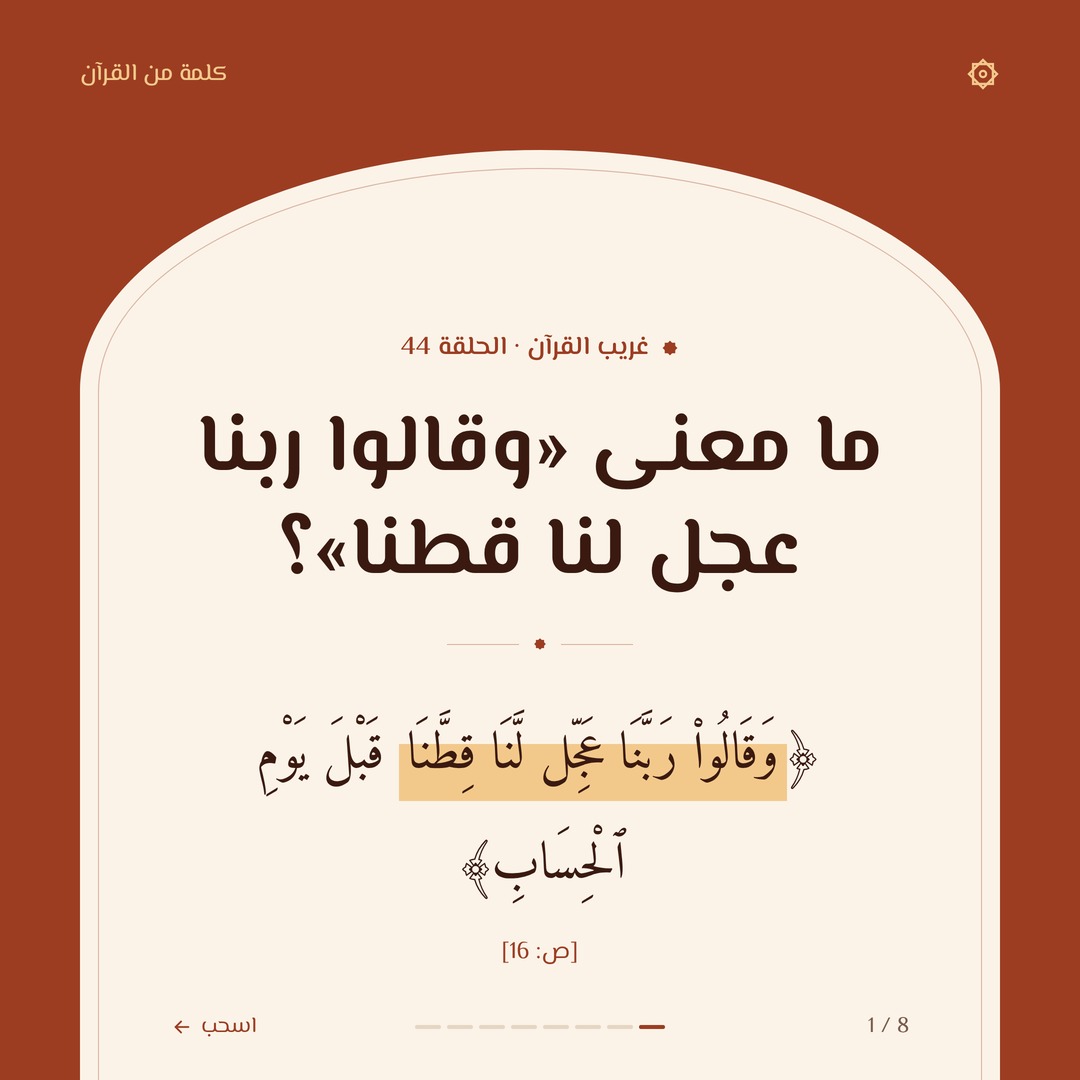 كلمة من القرآن
غريب القرآن · الحلقة 44
ما معنى «وقالوا ربنا
عجل لنا قطنا»؟
﴿وَقَالُوا۟ رَبَّنَا عَجِّل لَّنَا قِطَّنَا قَبْلَ يَوْمِ
ٱلْحِسَابِ﴾
[ص: 16]
1 / 8
اسحب ←